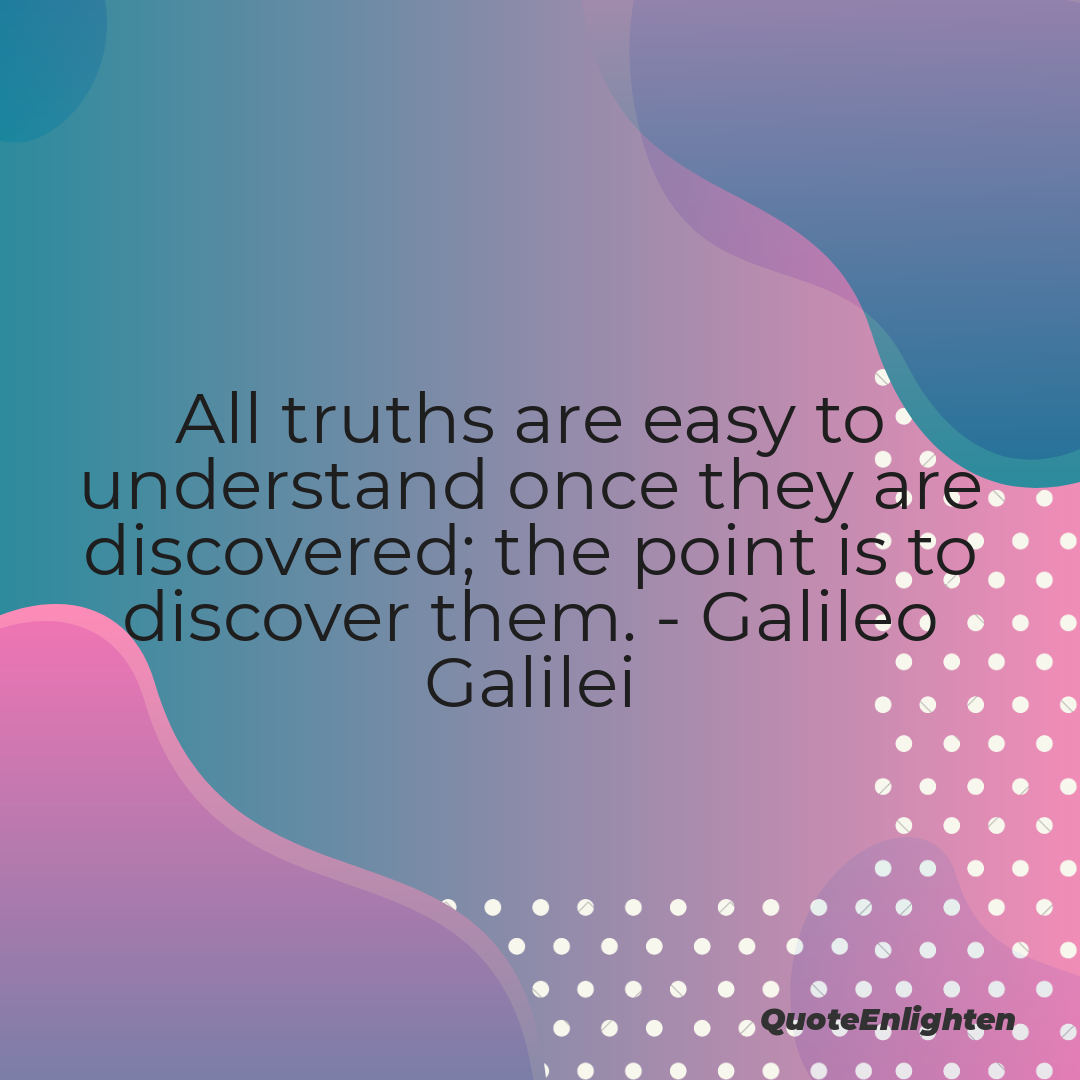 All truths are easy to
understand once they are
discovered; the point is to
discover them. - Galileo
Galilei
QuoteEnlighten